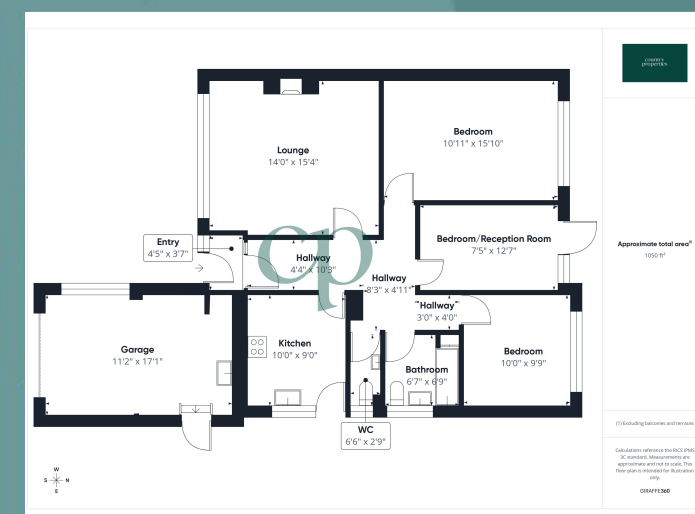 country
properties
Lounge
14'0" x 15'4"
Bedroom
10'11" x 15'10"
Entry
4'5" x 3'7"
Hallway
4'4" x 10'3"
Bedroom/Reception Room
7'5" x 12'7"
Hallway
8'3" x 4'11"
Hallway
3'0" x 4'0"
Garage
11'2" x 17'1"
Kitchen
10'0" x 9'0"
Bathroom
6'7" x 6'9"
Bedroom
10'0" x 9'9"
WC
6'6" x 2'9"
cp
W
S N
E
Approximate total area⁽¹⁾
1050 ft²
(1) Excluding balconies and terraces
Calculations reference the RICS IPMS
3C standard. Measurements are
approximate and not to scale. This
floor plan is intended for illustration
only.
GIRAFFE360